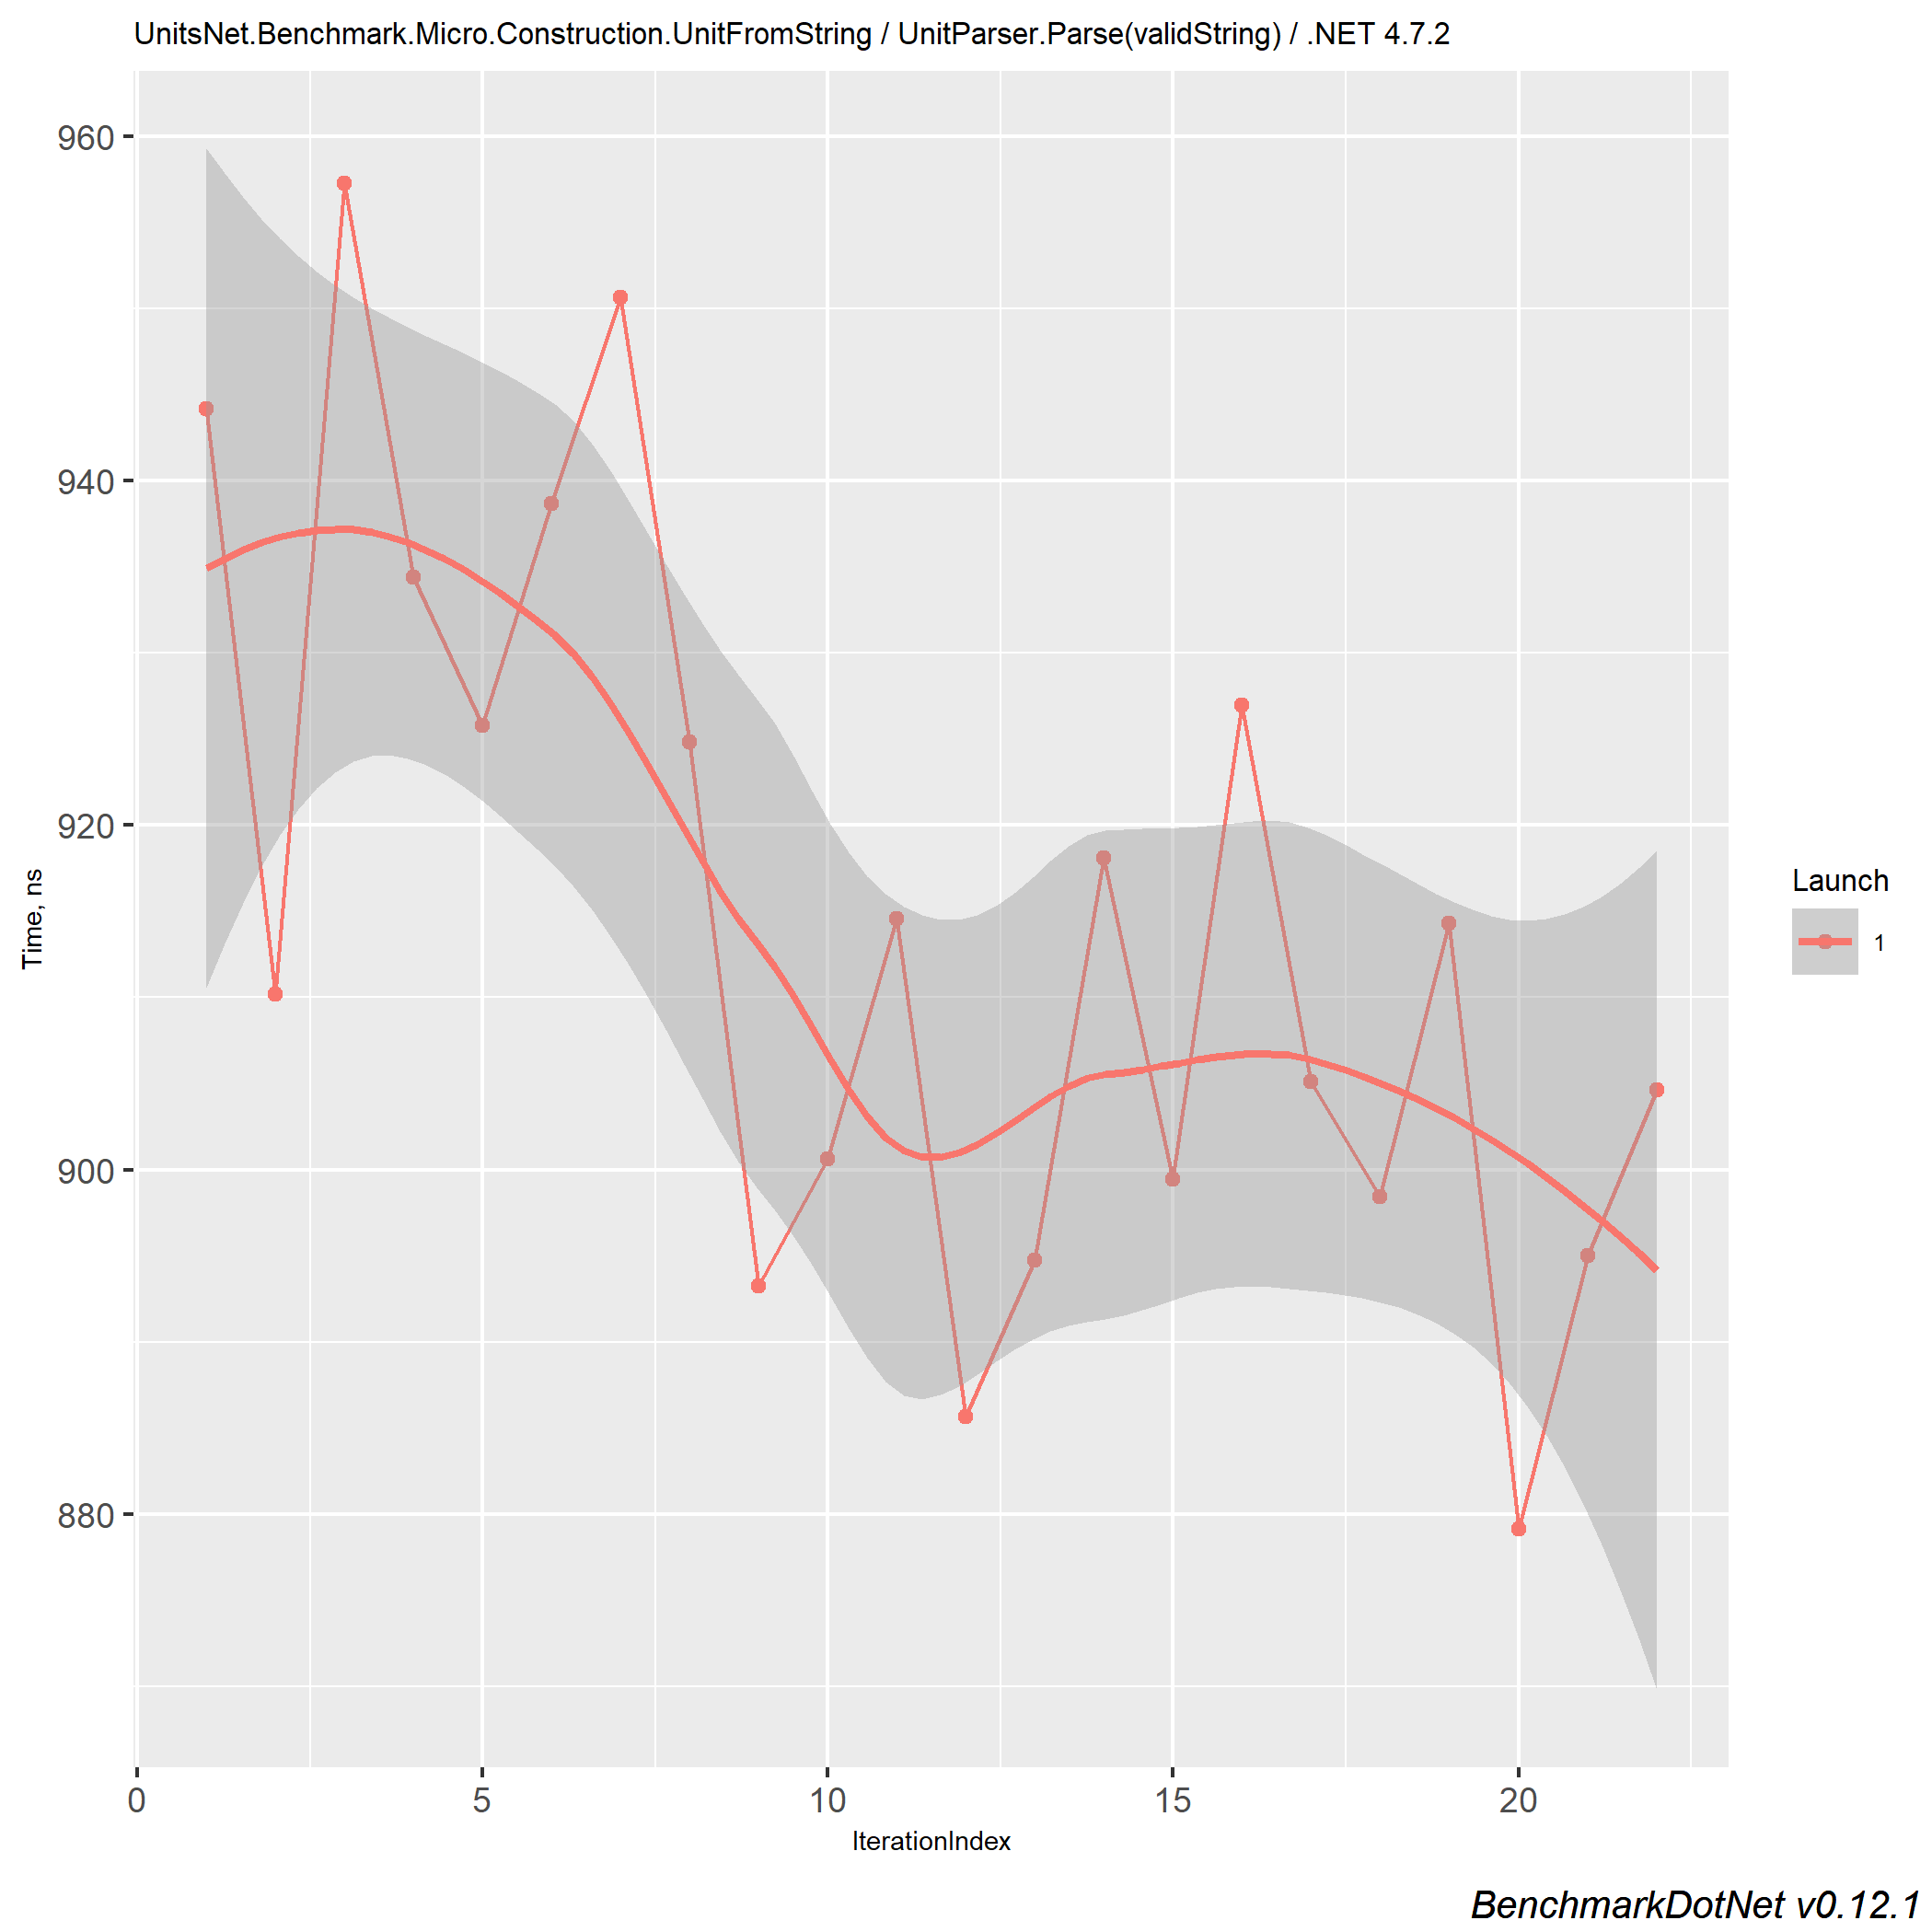 UnitsNet.Benchmark.Micro.Construction.UnitFromString / UnitParser.Parse(validString) / .NET 4.7.2
960
940
920
900
880
Time, ns
0 5 10 15 20
IterationIndex
Launch
1
BenchmarkDotNet v0.12.1